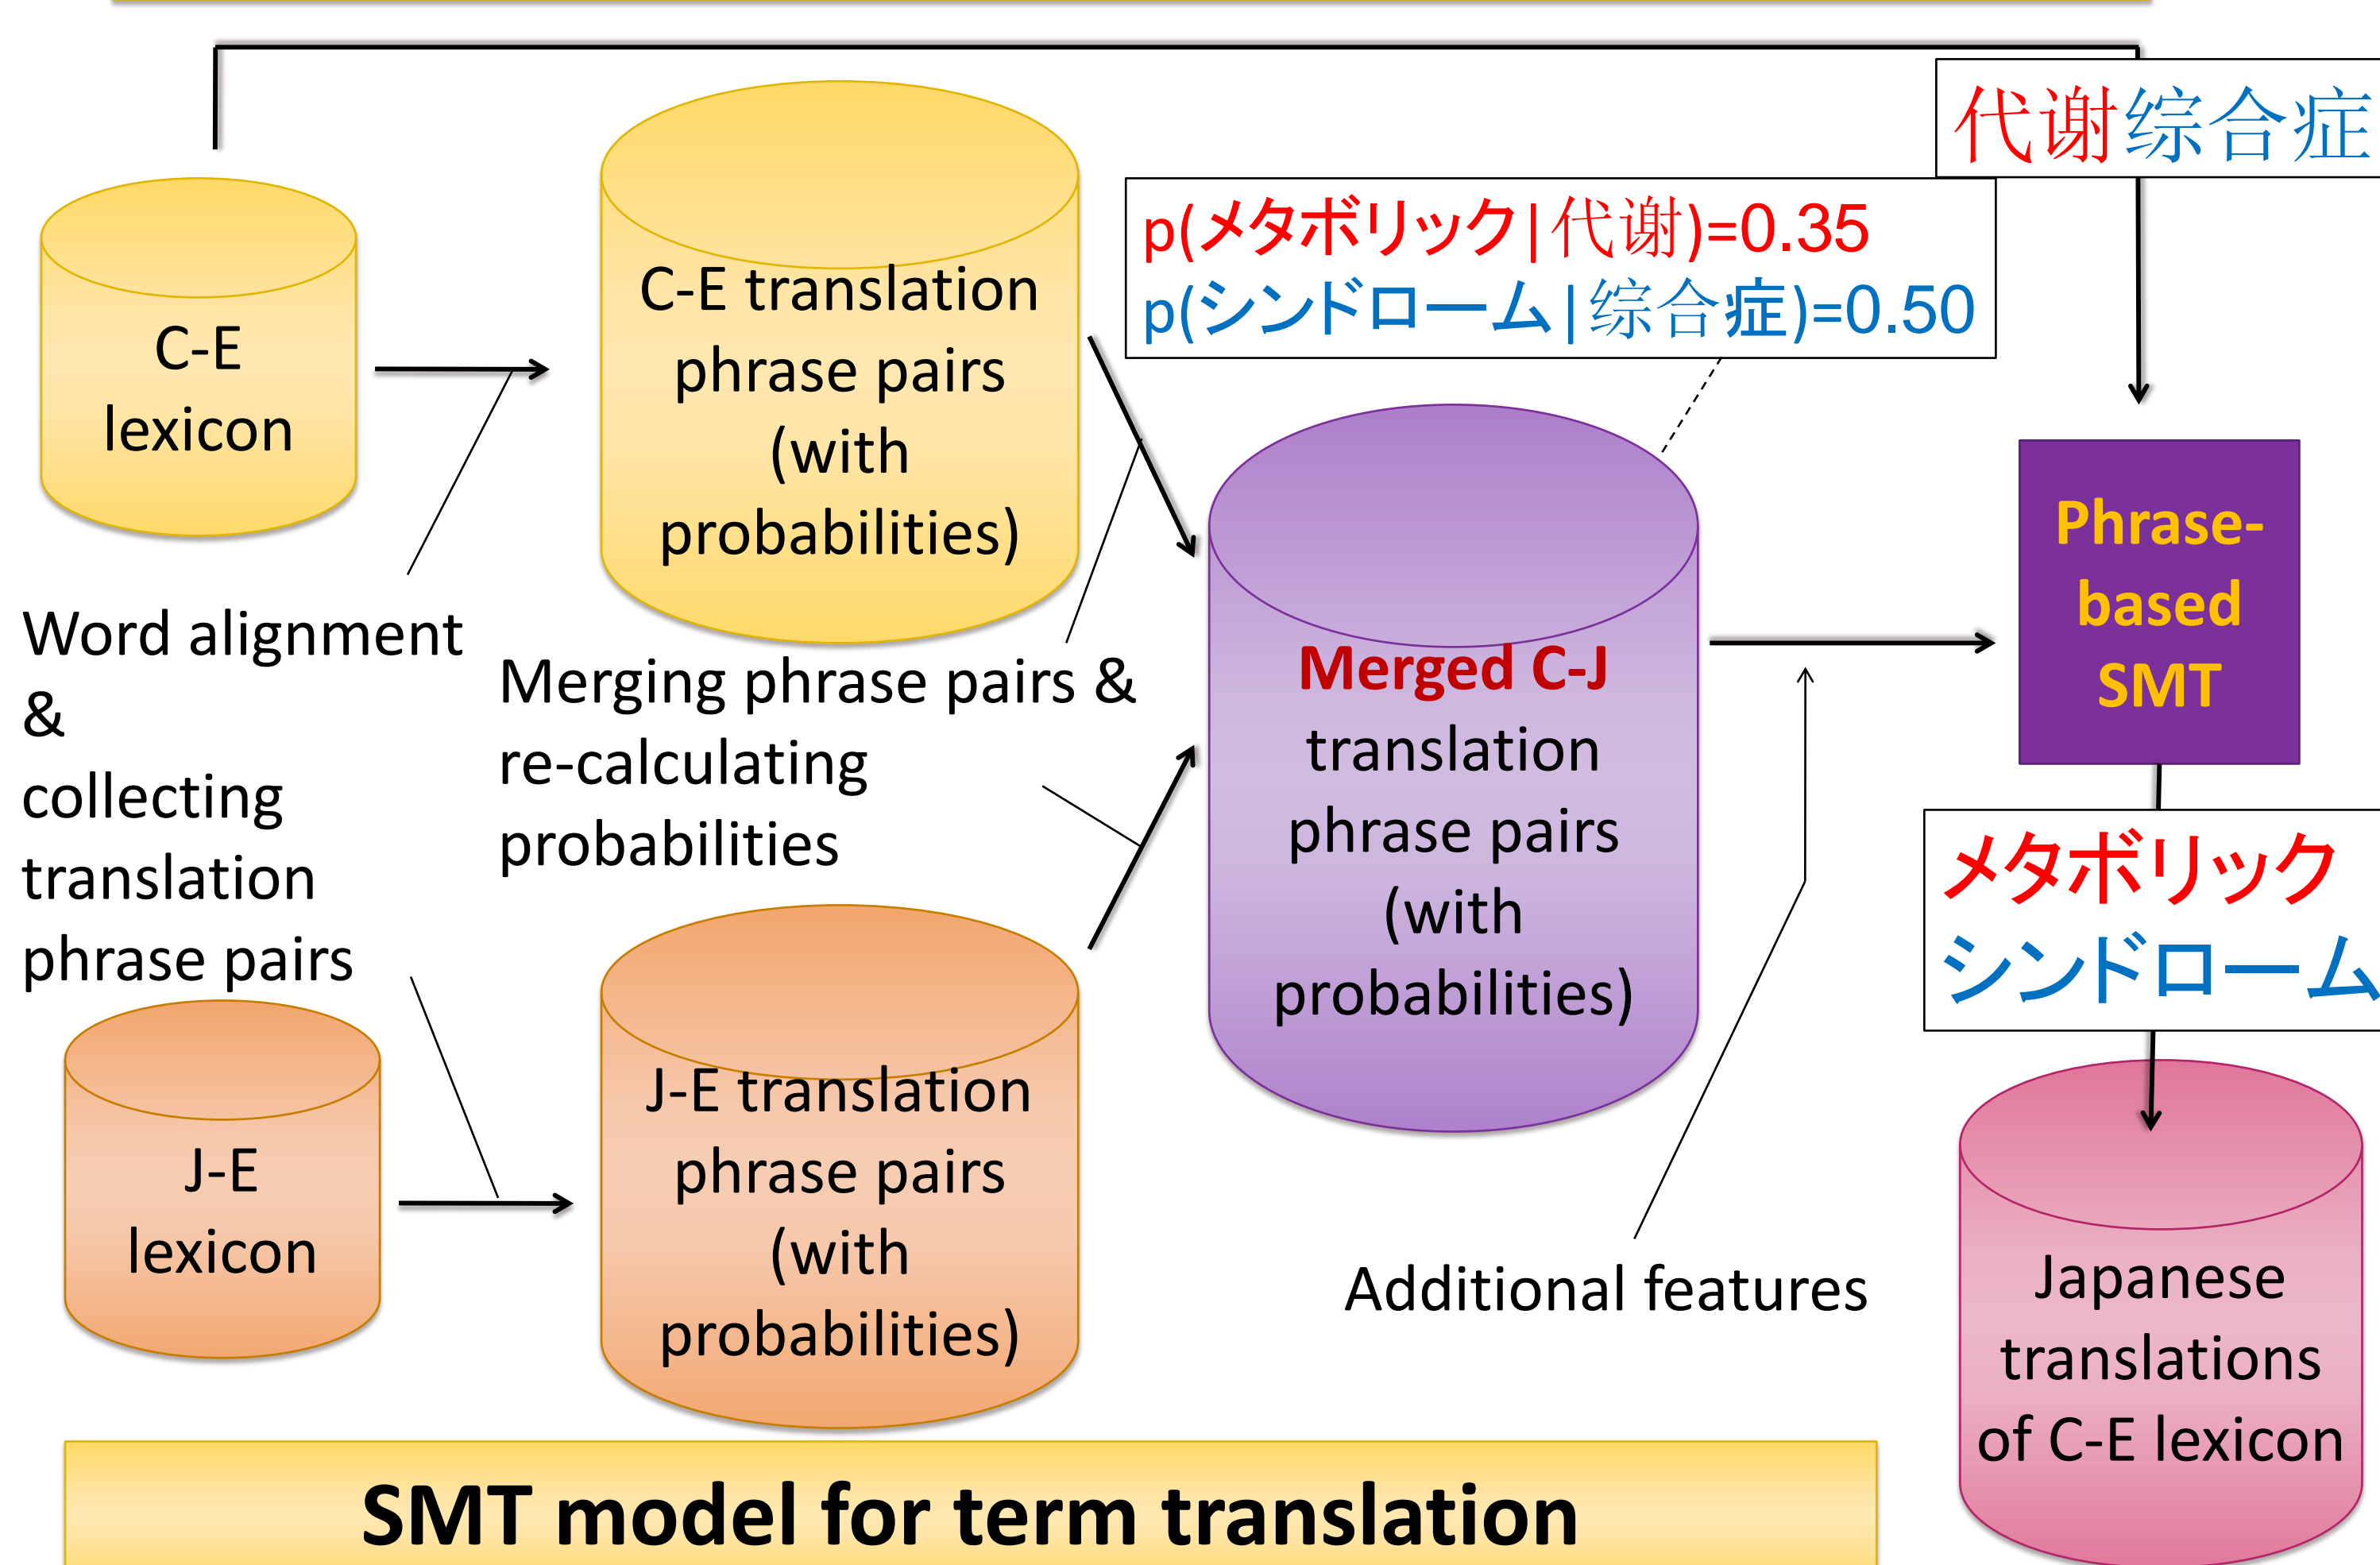 代谢综合症
p(メタボリック|代谢)=0.35
p(シンドローム|综合症)=0.50
C-E
lexicon
C-E translation
phrase pairs
(with
probabilities)
Word alignment
&
collecting
translation
phrase pairs
Merging phrase pairs &
re-calculating
probabilities
Merged C-J
translation
phrase pairs
(with
probabilities)
Phrase-
based
SMT
メタボリック
シンドローム
J-E
lexicon
J-E translation
phrase pairs
(with
probabilities)
Additional features
Japanese
translations
of C-E lexicon
SMT model for term translation